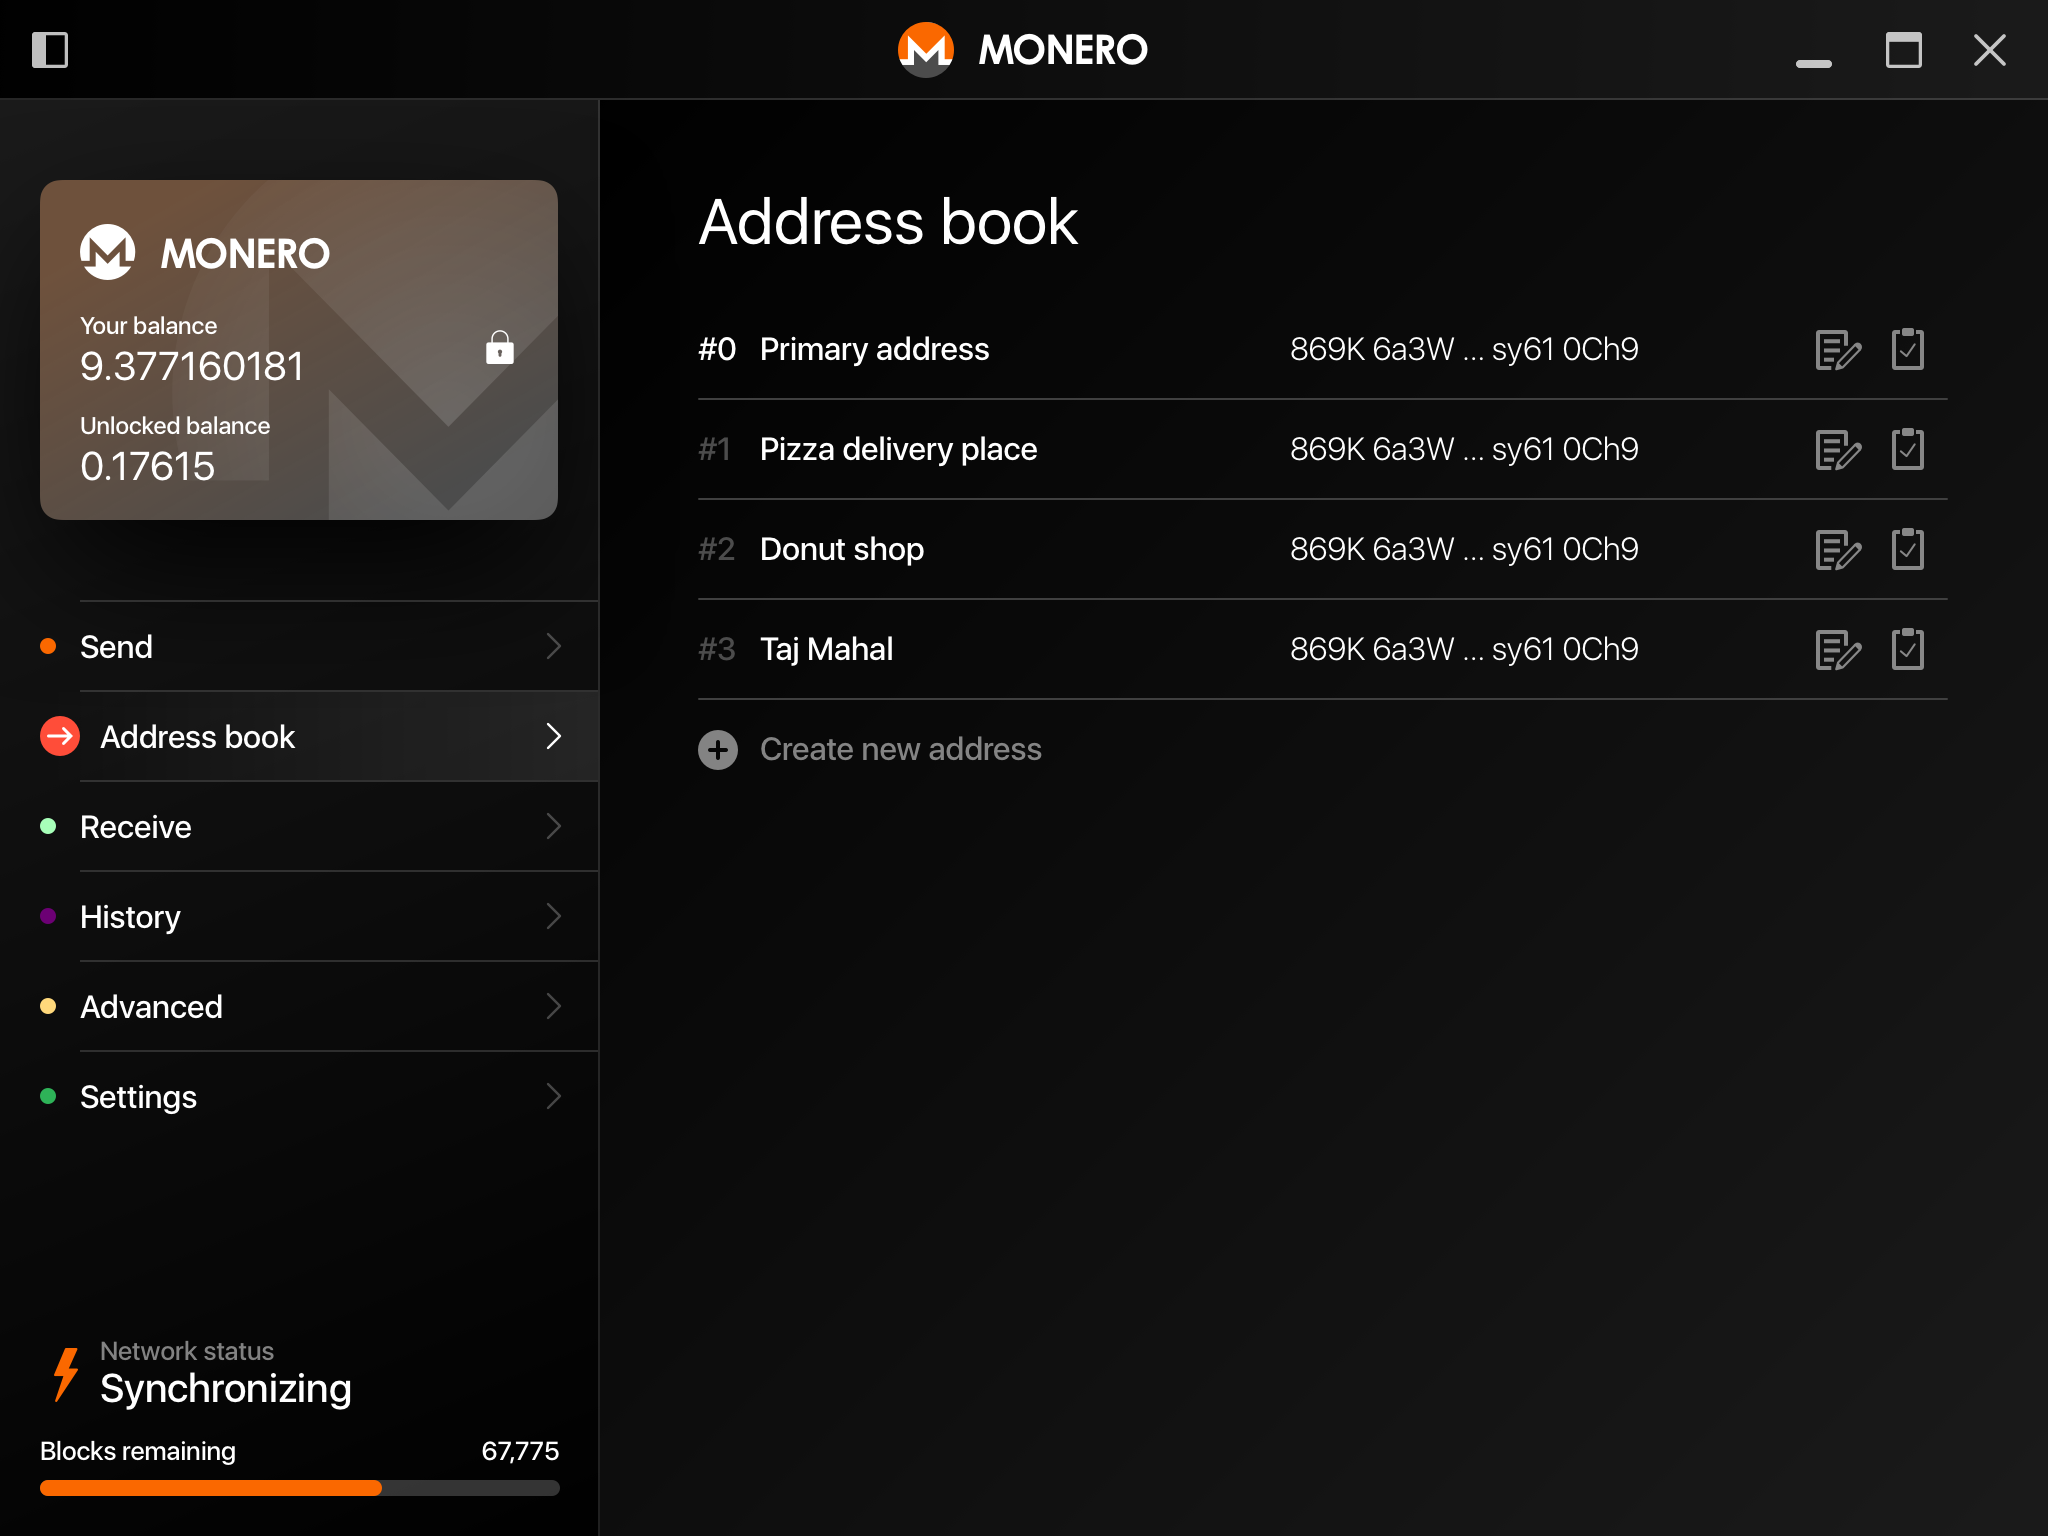 MONERO
MONERO
Your balance
9.377160181
Unlocked balance
0.17615
Send
Address book
Receive
History
Advanced
Settings
Network status
Synchronizing
Blocks remaining 67,775
Address book
#0 Primary address 869K 6a3W ... sy61 0Ch9
#1 Pizza delivery place 869K 6a3W ... sy61 0Ch9
#2 Donut shop 869K 6a3W ... sy61 0Ch9
#3 Taj Mahal 869K 6a3W ... sy61 0Ch9
Create new address